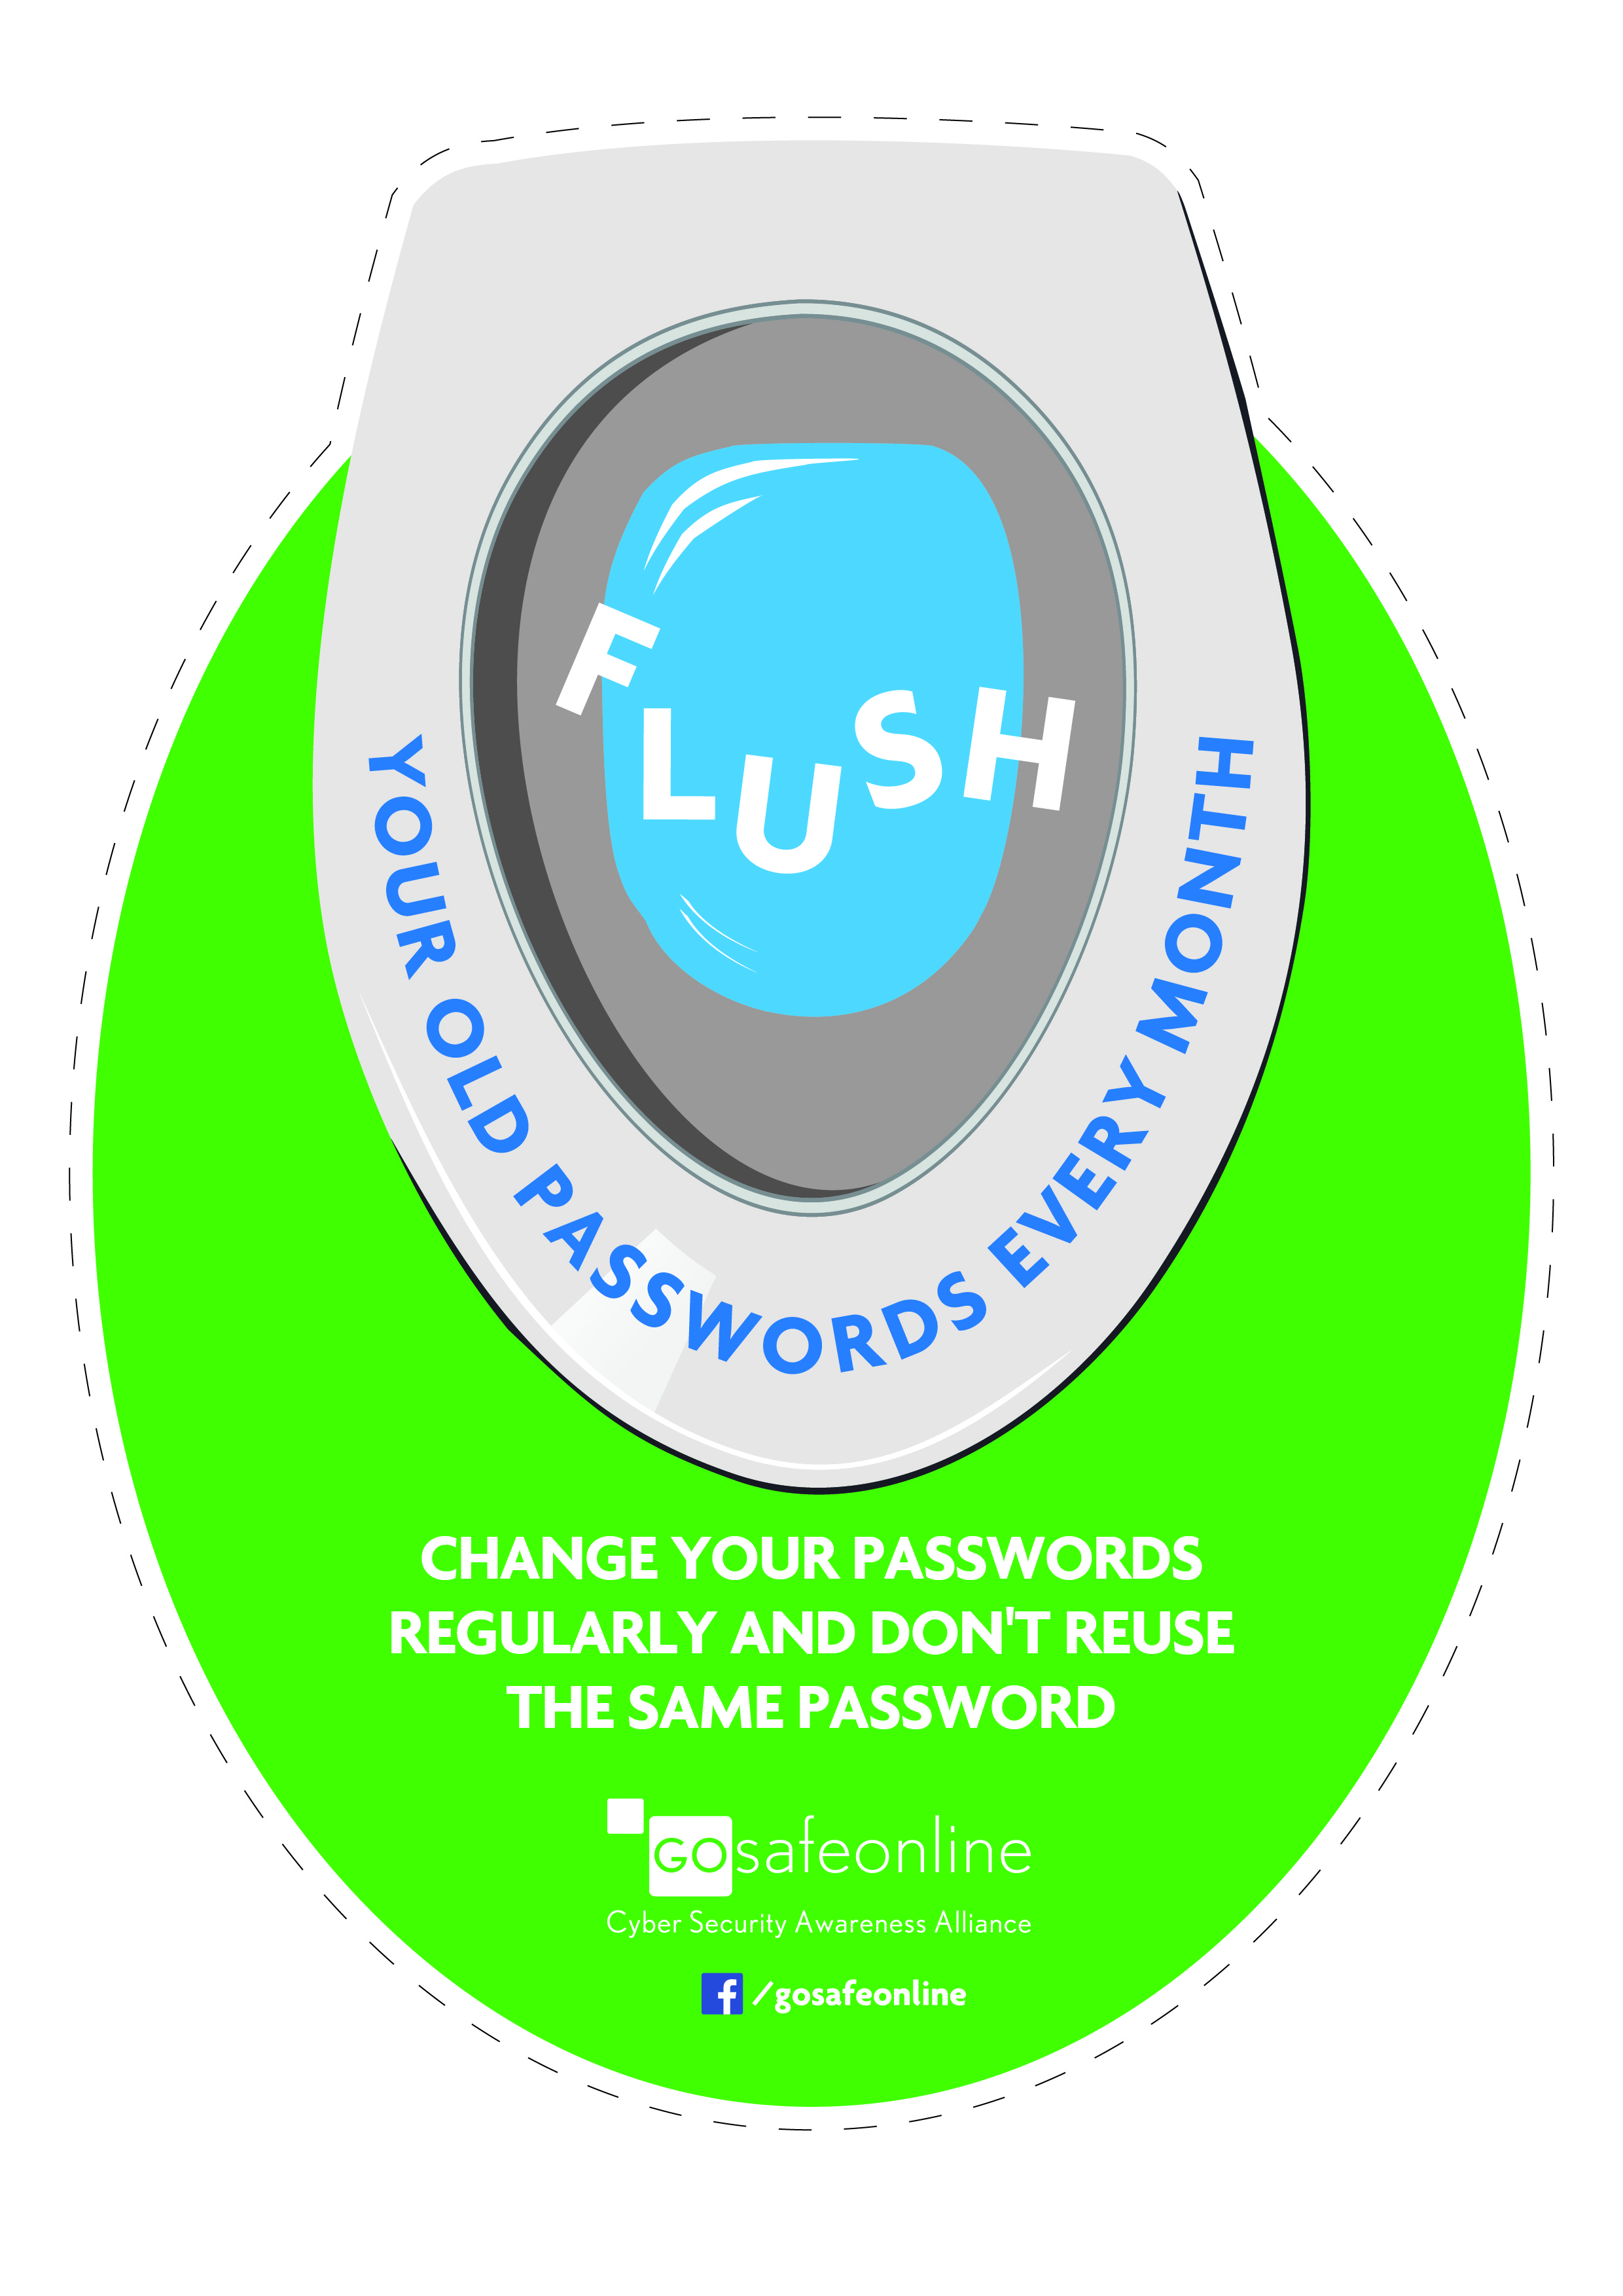 FLUSH
YOUR OLD PASSWORDS EVERY MONTH
CHANGE YOUR PASSWORDS
REGULARLY AND DON'T REUSE
THE SAME PASSWORD
GOsafeonline
Cyber Security Awareness Alliance
f /gosafeonline